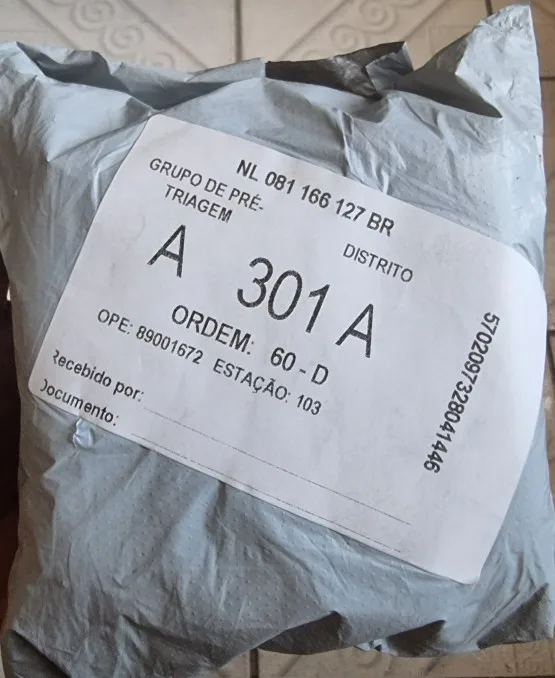 NL 081 166 127 BR
GRUPO DE PRÉ-
TRIAGEM
DISTRITO
A 301 A
ORDEM: 60 - D
OPE: 89001672 ESTAÇÃO: 103
Recebido por:
Documento:
5702097328041446